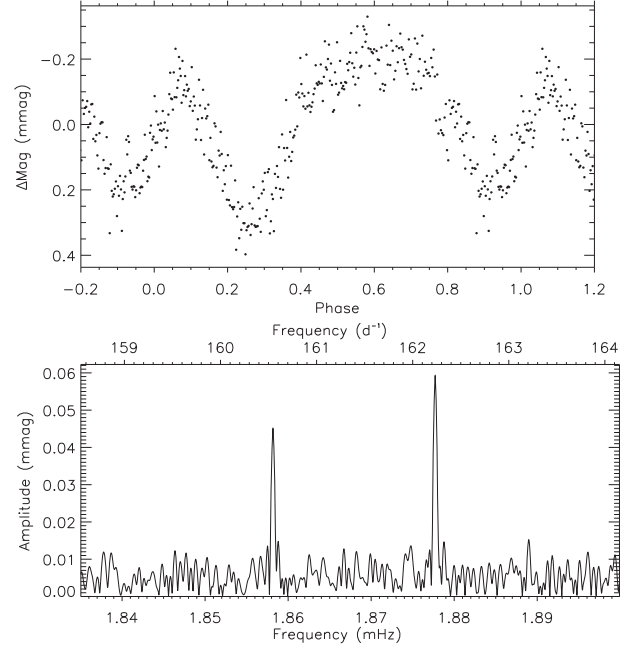 -0.2
0.0
0.2
0.4
ΔMag (mmag)
-0.2 0.0 0.2 0.4 0.6 0.8 1.0 1.2
Phase
Frequency (d⁻¹)
159 160 161 162 163 164
0.06
0.05
0.04
0.03
0.02
0.01
0.00
Amplitude (mmag)
1.84 1.85 1.86 1.87 1.88 1.89
Frequency (mHz)